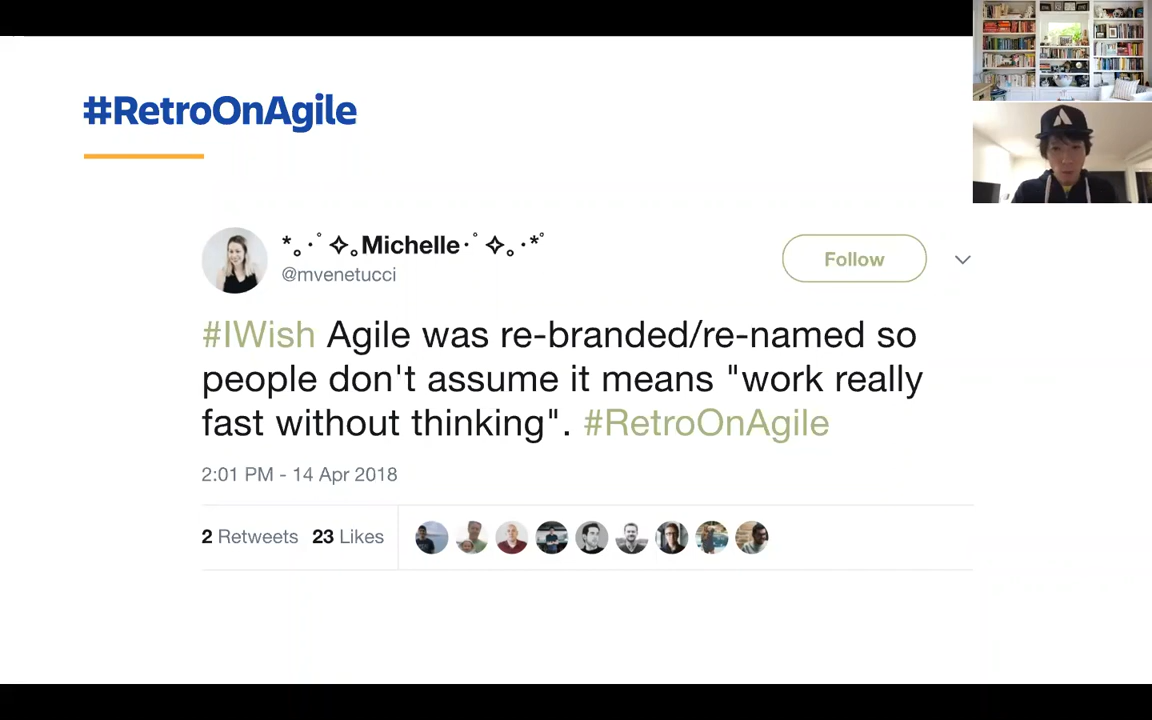 #RetroOnAgile
*｡·ﾟ✧｡Michelle·ﾟ✧｡·*ﾟ
@mvenetucci
Follow
#IWish Agile was re-branded/re-named so
people don't assume it means "work really
fast without thinking". #RetroOnAgile
2:01 PM - 14 Apr 2018
2 Retweets 23 Likes